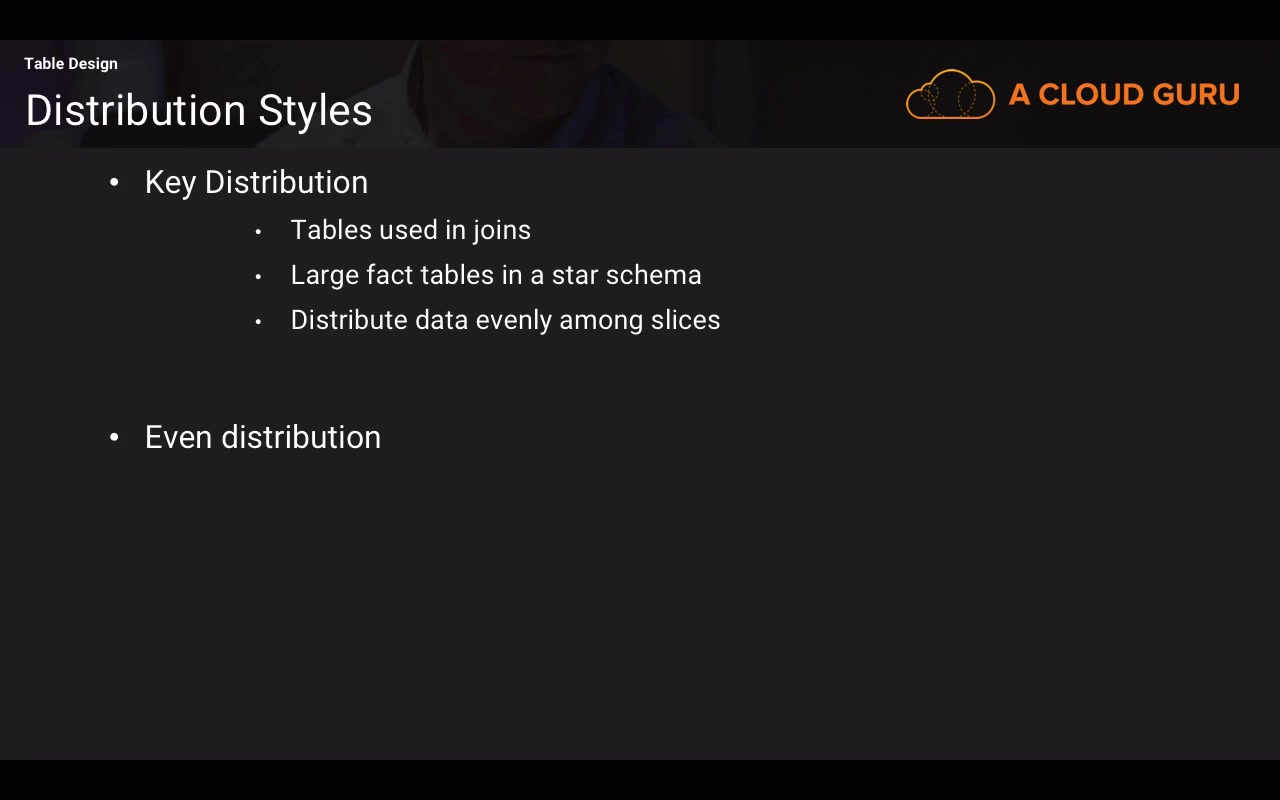 Table Design
Distribution Styles
A CLOUD GURU
• Key Distribution
• Tables used in joins
• Large fact tables in a star schema
• Distribute data evenly among slices
• Even distribution